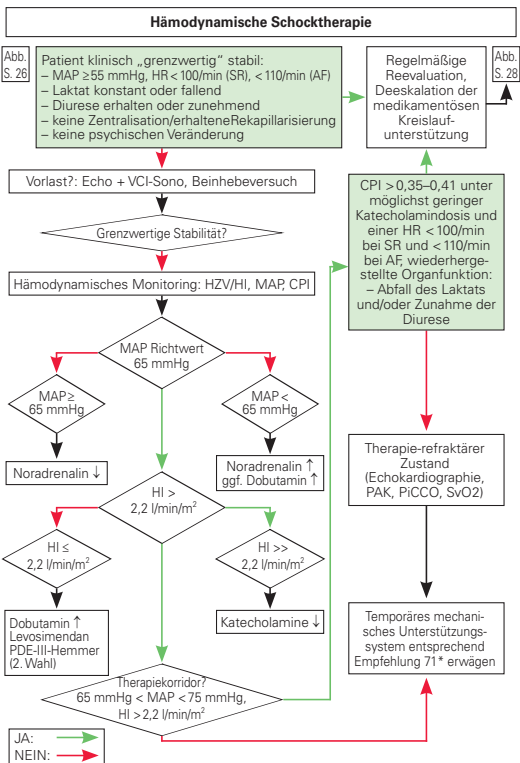 Hämodynamische Schocktherapie
Abb.
S. 26
Patient klinisch „grenzwertig“ stabil:
– MAP ≥55 mmHg, HR<100/min (SR), <110/min (AF)
– Laktat konstant oder fallend
– Diurese erhalten oder zunehmend
– keine Zentralisation/erhalteneRekapillarisierung
– keine psychischen Veränderung
Regelmäßige
Reevaluation,
Deeskalation der
medikamentösen
Kreislauf-
unterstützung
Abb.
S. 28
Vorlast?: Echo + VCI-Sono, Beinhebeversuch
Grenzwertige Stabilität?
Hämodynamisches Monitoring: HZV/HI, MAP, CPI
CPI >0,35–0,41 unter
möglichst geringer
Katecholamindosis und
einer HR <100/min
bei SR und <110/min
bei AF, wiederherge-
stellte Organfunktion:
– Abfall des Laktats
und/oder Zunahme der
Diurese
MAP Richtwert
65 mmHg
MAP≥
65 mmHg
MAP<
65 mmHg
Noradrenalin ↓
Noradrenalin ↑
ggf. Dobutamin ↑
Therapie-refraktärer
Zustand
(Echokardiographie,
PAK, PiCCO, SvO2)
HI >
2,2 l/min/m²
HI ≤
2,2 l/min/m²
HI >>
2,2 l/min/m²
Dobutamin ↑
Levosimendan
PDE-III-Hemmer
(2. Wahl)
Katecholamine ↓
Temporäres mechani-
sches Unterstützungs-
system entsprechend
Empfehlung 71* erwägen
Therapiekorridor?
65 mmHg < MAP <75 mmHg,
HI >2,2 l/min/m²
JA:
NEIN: